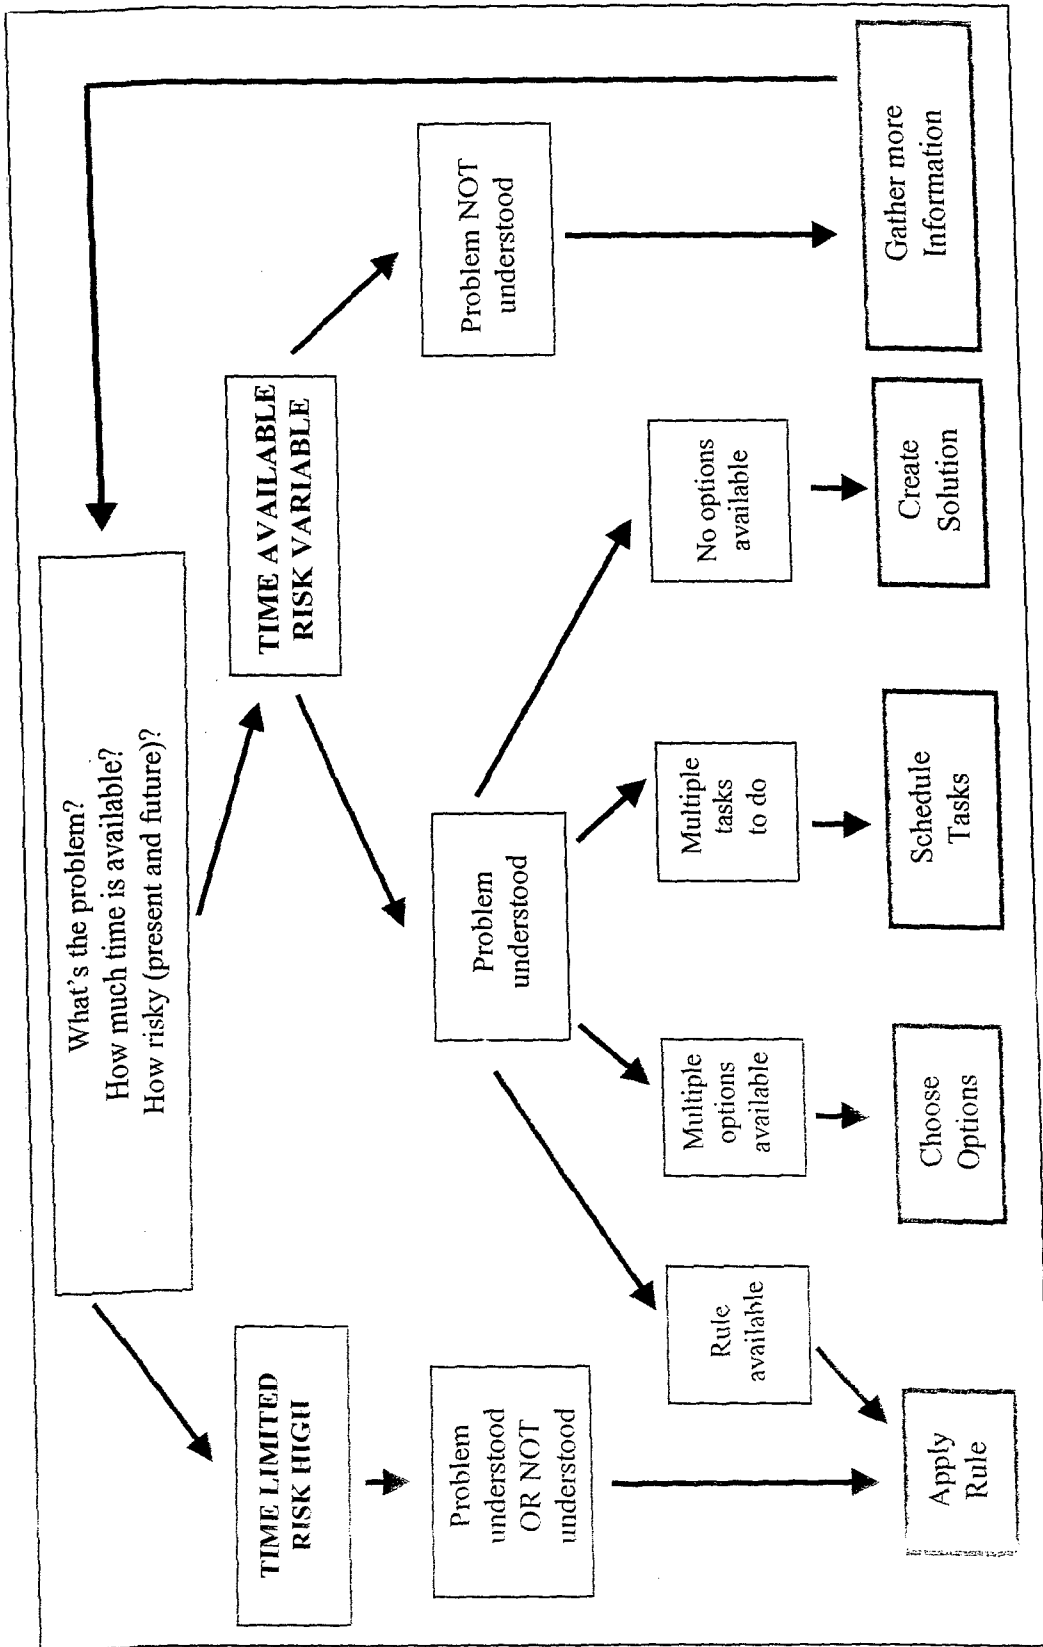 What's the problem?
How much time is available?
How risky (present and future)?
TIME LIMITED
RISK HIGH
TIME AVAILABLE
RISK VARIABLE
Problem
understood
OR NOT
understood
Problem
understood
Problem NOT
understood
Rule
available
Multiple
options
available
Multiple
tasks
to do
No options
available
Apply
Rule
Choose
Options
Schedule
Tasks
Create
Solution
Gather more
Information